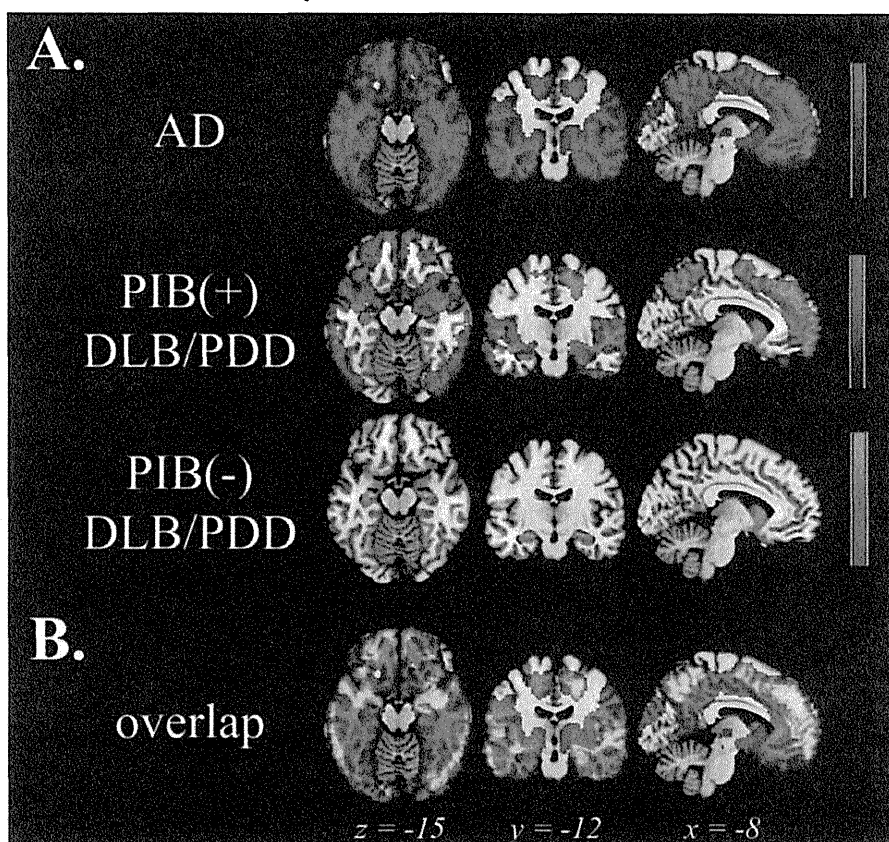 A.
AD
PIB(+)
DLB/PDD
PIB(-)
DLB/PDD
B.
overlap
z = -15 y = -12 x = -8